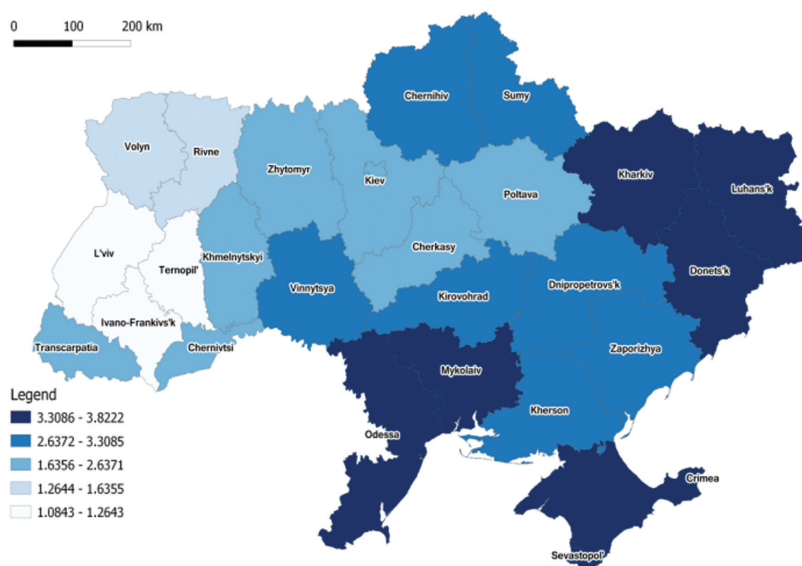 0 100 200 km
Chernihiv
Sumy
Volyn
Rivne
Zhytomyr
Kiev
Poltava
Kharkiv
Luhans'k
L'viv
Ternopil'
Khmelnytskyi
Cherkasy
Donets'k
Vinnytsya
Kirovohrad
Dnipropetrovs'k
Ivano-Frankivs'k
Transcarpatia
Chernivtsi
Zaporizhya
Mykolaiv
Kherson
Odessa
Crimea
Sevastopol'
Legend
3.3086 - 3.8222
2.6372 - 3.3085
1.6356 - 2.6371
1.2644 - 1.6355
1.0843 - 1.2643